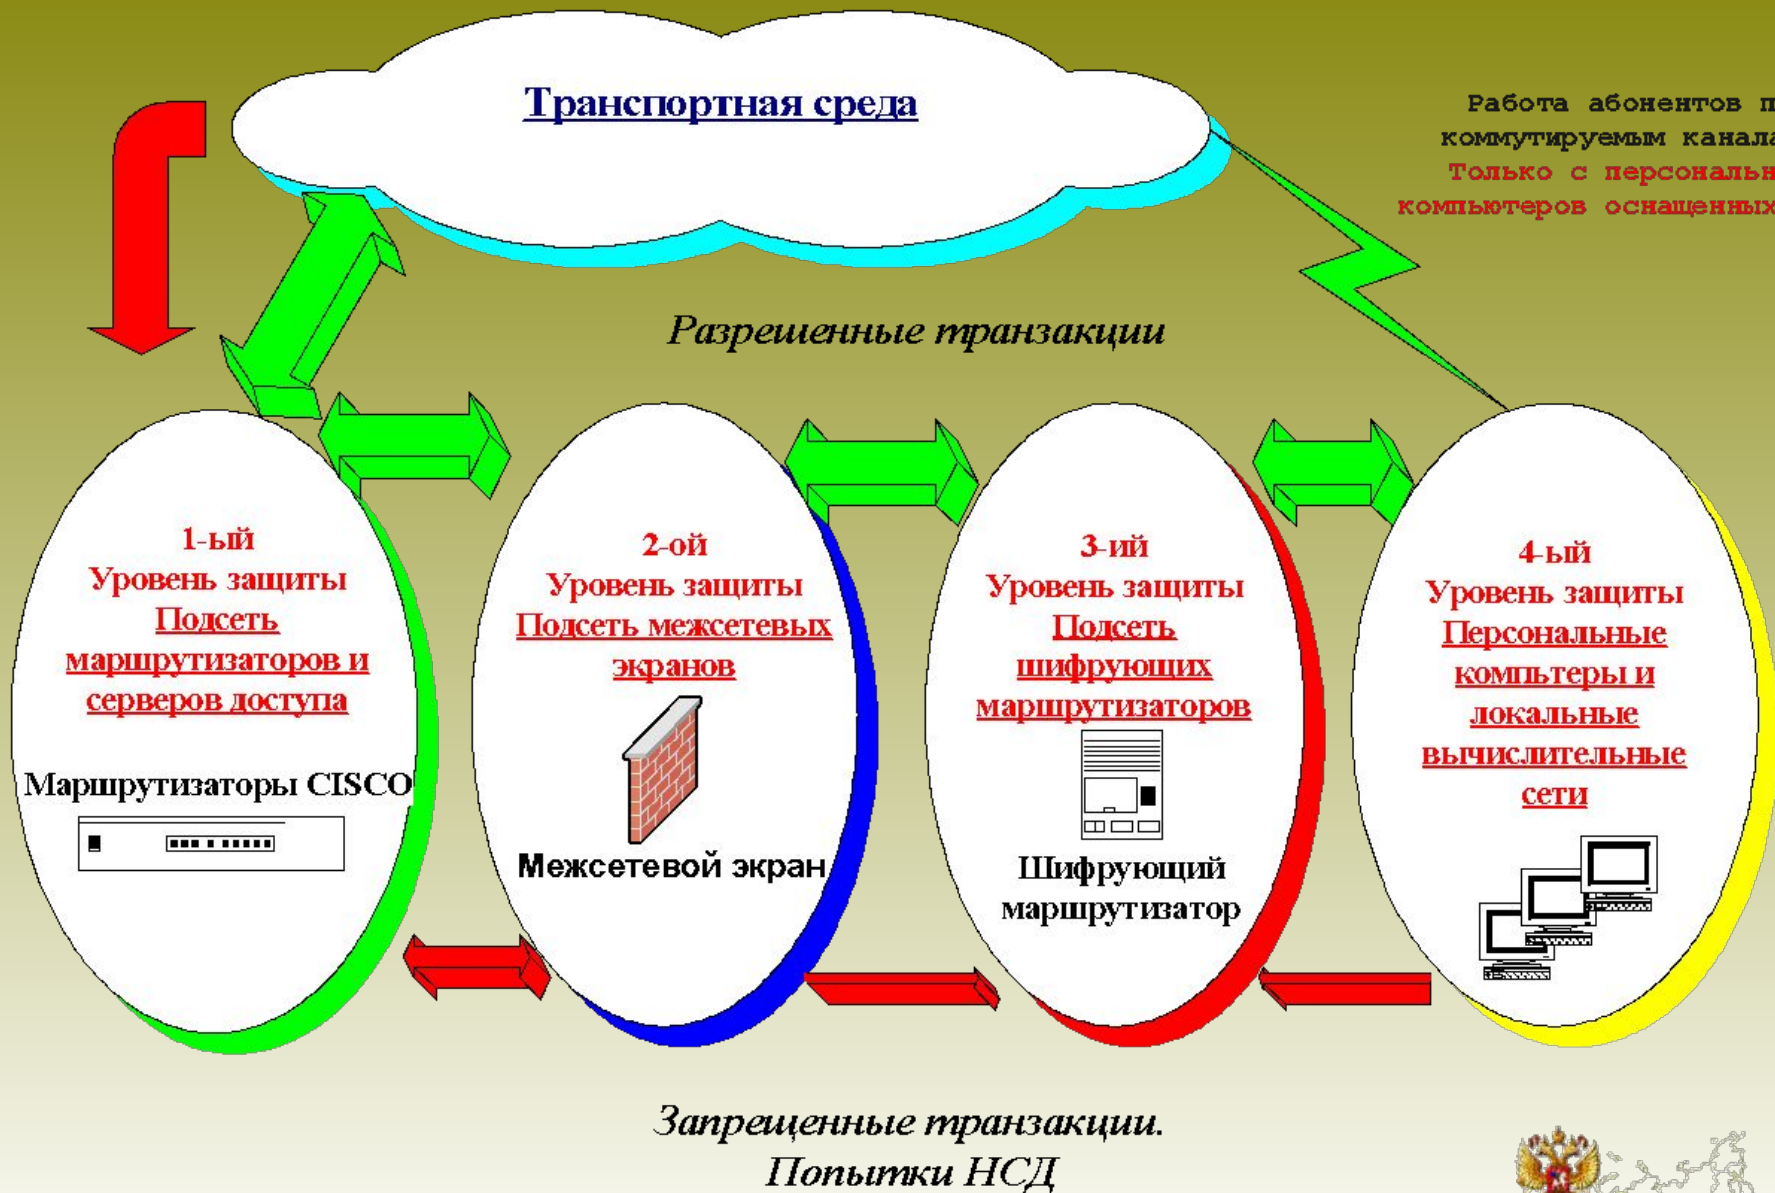 Транспортная среда
Работа абонентов п
коммутируемым канала
Только с персональн
компьютеров оснащенных
Разрешенные транзакции
1-ый
Уровень защиты
Подсеть
маршрутизаторов и
серверов доступа
Маршрутизаторы CISCO
2-ой
Уровень защиты
Подсеть межсетевых
экранов
Межсетевой экран
3-ий
Уровень защиты
Подсеть
шифрующих
маршрутизаторов
Шифрующий
маршрутизатор
4-ый
Уровень защиты
Персональные
компьтеры и
локальные
вычислительные
сети
Запрещенные транзакции.
Попытки НСД